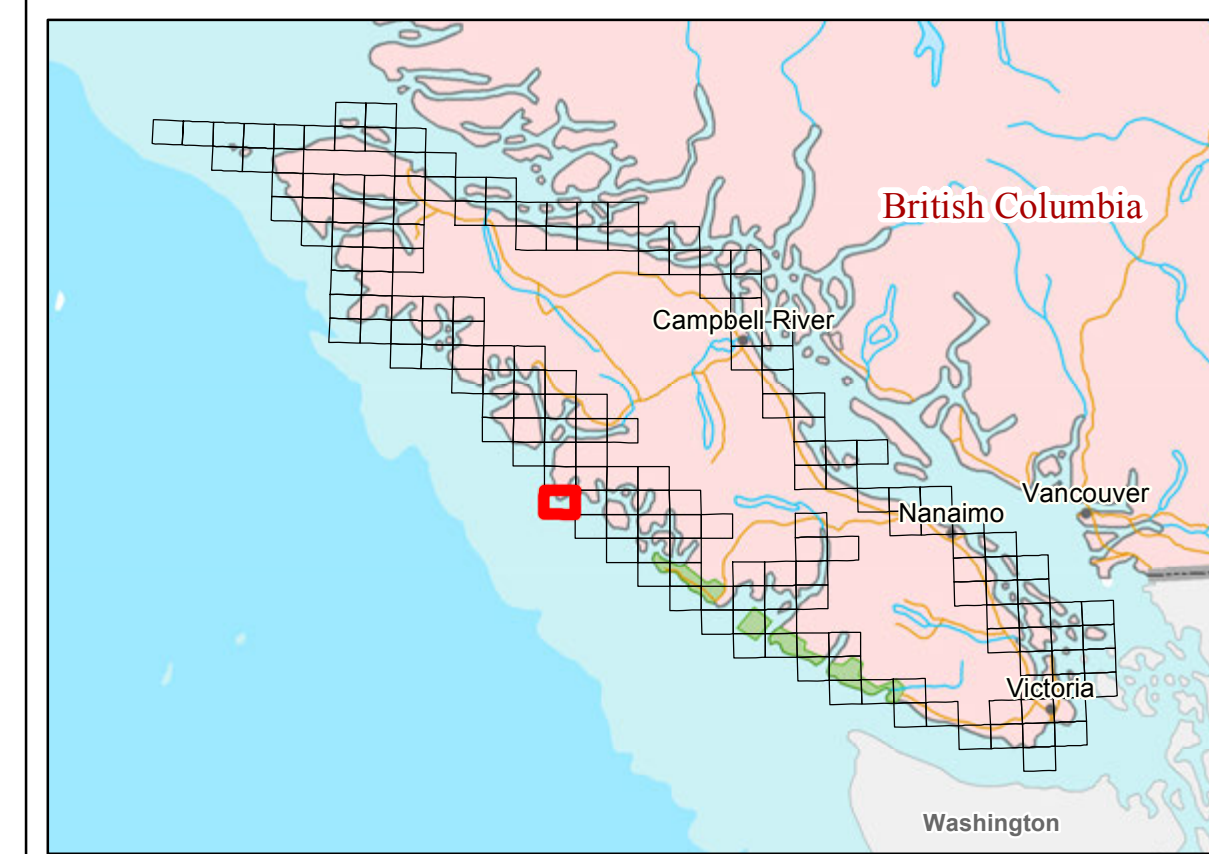 British Columbia
Campbell River
Vancouver
Nanaimo
Victoria
Washington